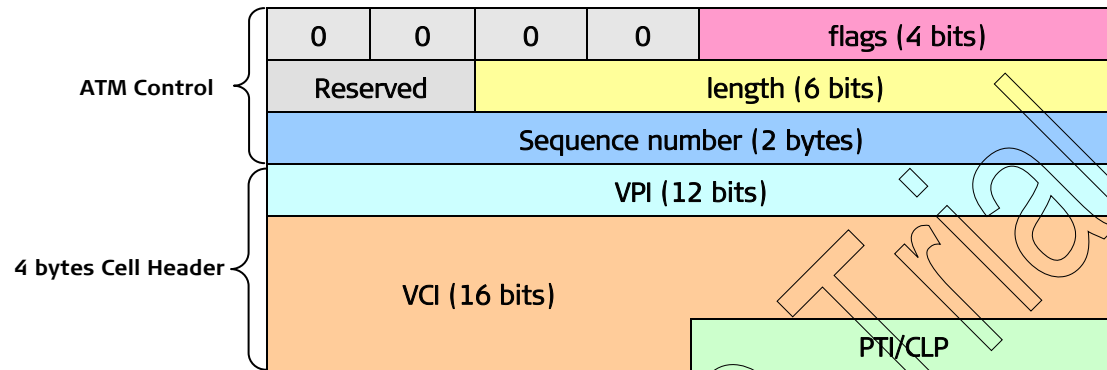 0 0 0 0 flags (4 bits)
ATM Control
Reserved length (6 bits)
Sequence number (2 bytes)
VPI (12 bits)
4 bytes Cell Header
VCI (16 bits)
PTI/CLP
Trial